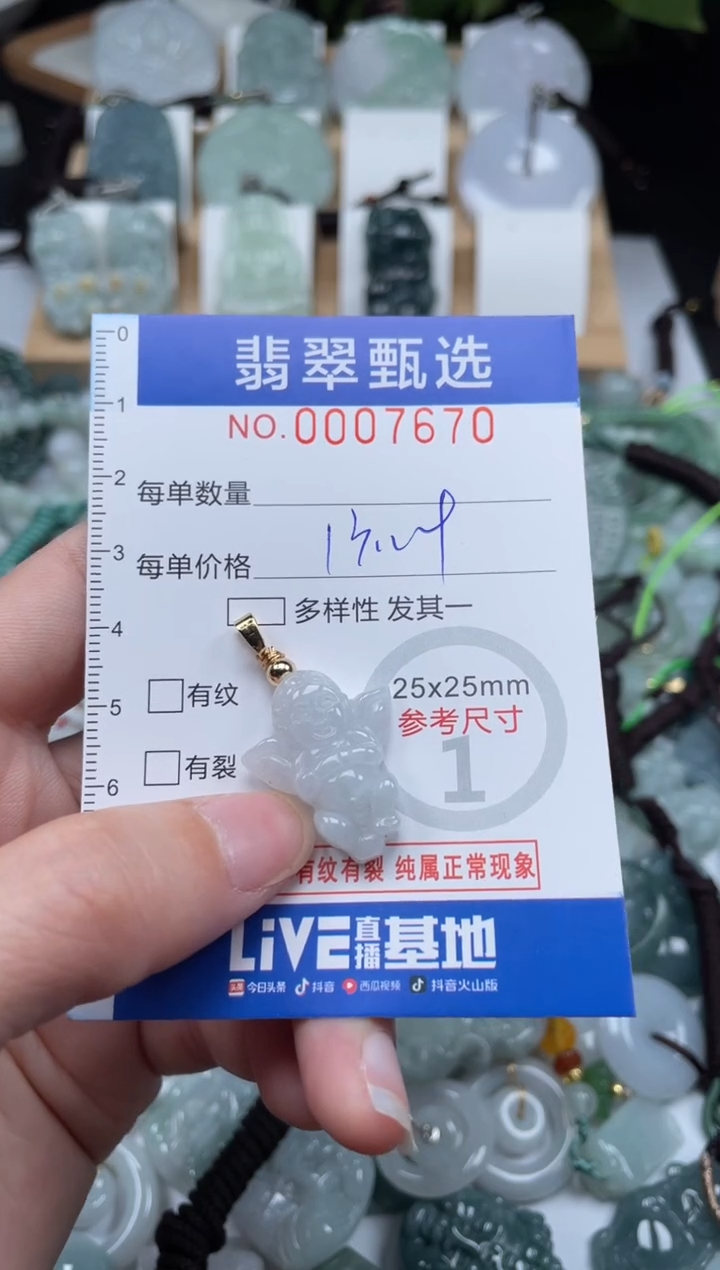 翡翠甄选
0
NO.0007670
1
2
每单数量
3
每单价格
多样性 发其一
4
有纹
25x25mm
5
参考尺寸
有裂
1
6
有纹有裂 纯属正常现象
LiVE直播基地
头条 今日头条 抖音 西瓜视频 抖音火山版